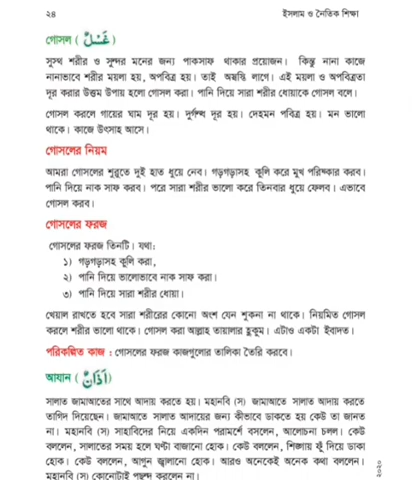 ২৪
ইসলাম ও নৈতিক শিক্ষা
গোসল (غَسْلٌ)
সুস্থ শরীর ও সুন্দর মনের জন্য পাকসাফ থাকার প্রয়োজন। কিন্তু নানা কাজে
নানাভাবে শরীর ময়লা হয়, অপবিত্র হয়। তাই অস্বস্তি লাগে। এই ময়লা ও অপবিত্রতা
দূর করার উত্তম উপায় হলো গোসল করা। পানি দিয়ে সারা শরীর ধোয়াকে গোসল বলে।
গোসল করলে গায়ের ঘাম দূর হয়। দুর্গন্ধ দূর হয়। দেহমন পবিত্র হয়। মন ভালো
থাকে। কাজে উৎসাহ আসে।
গোসলের নিয়ম
আমরা গোসলের শুরুতে দুই হাত ধুয়ে নেব। গড়গড়াসহ কুলি করে মুখ পরিষ্কার করব।
পানি দিয়ে নাক সাফ করব। পরে সারা শরীর ভালো করে তিনবার ধুয়ে ফেলব। এভাবে
গোসল করব।
গোসলের ফরজ
গোসলের ফরজ তিনটি। যথা:
১) গড়গড়াসহ কুলি করা,
২) পানি দিয়ে ভালোভাবে নাক সাফ করা।
৩) পানি দিয়ে সারা শরীর ধোয়া।
খেয়াল রাখতে হবে সারা শরীরের কোনো অংশ যেন শুকনা না থাকে। নিয়মিত গোসল
করলে শরীর ভালো থাকে। গোসল করা আল্লাহ তায়ালার হুকুম। এটাও একটা ইবাদত।
পরিকল্পিত কাজ : গোসলের ফরজ কাজগুলোর তালিকা তৈরি করবে।
আযান (اَذَانٌ)
সালাত জামাআতের সাথে আদায় করতে হয়। মহানবি (স) জামাআতে সালাত আদায় করতে
তাগিদ দিয়েছেন। জামাআতে সালাত আদায়ের জন্য কীভাবে ডাকতে হয় কেউ তা জানত
না। মহানবি (স) সাহাবিদের নিয়ে একদিন পরামর্শে বসলেন, আলোচনা চলল। কেউ
বললেন, সালাতের সময় হলে ঘণ্টা বাজানো হোক। কেউ বললেন, শিঙ্গায় ফুঁ দিয়ে ডাকা
হোক। কেউ বললেন, আগুন জ্বালানো হোক। আরও অনেকেই অনেক কথা বললেন।
মহানবি (স) কোনোটাই পছন্দ করলেন না।
২০২০